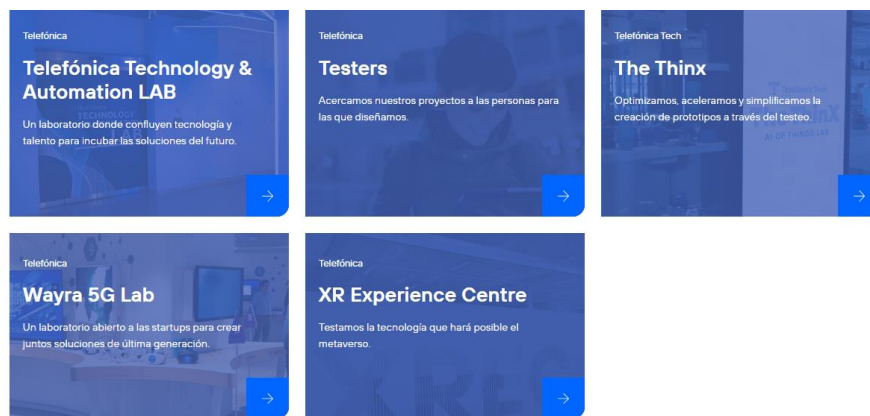 Telefónica
Telefónica Technology &
Automation LAB
Un laboratorio donde confluyen tecnología y
talento para incubar las soluciones del futuro.
Telefónica
Testers
Acercamos nuestros proyectos a las personas para
las que diseñamos.
Telefónica Tech
The Thinx
Optimizamos, aceleramos y simplificamos la
creación de prototipos a través del testeo.
Telefónica
Wayra 5G Lab
Un laboratorio abierto a las startups para crear
juntos soluciones de última generación.
Telefónica
XR Experience Centre
Testamos la tecnología que hará posible el
metaverso.